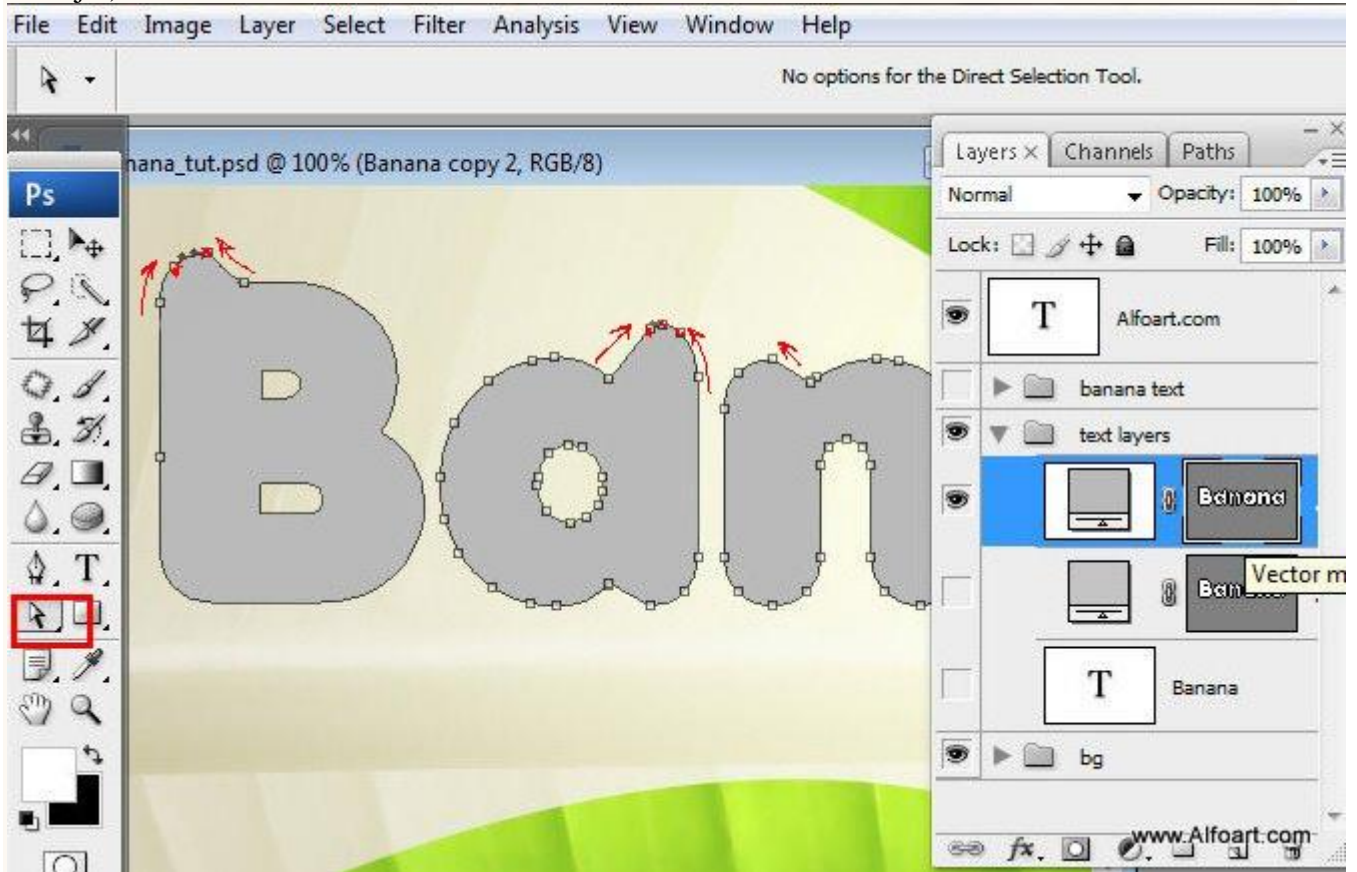 File Edit Image Layer Select Filter Analysis View Window Help
No options for the Direct Selection Tool.
nana_tut.psd @ 100% (Banana copy 2, RGB/8)
Layers × Channels Paths
Ps
Normal Opacity: 100%
Lock: Fill: 100%
T Alfoart.com
banana text
text layers
Banana
Vector m
T Banana
bg
Ban
T
www.Alfoart.com
fx.